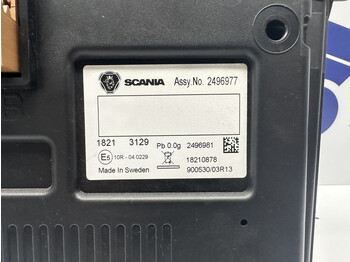 SCANIA Assy.No. 2496977
1821 3129 Pb 0.0g 2496981
E5 10R - 04 0229 18210878
Made In Sweden 900530/03R13